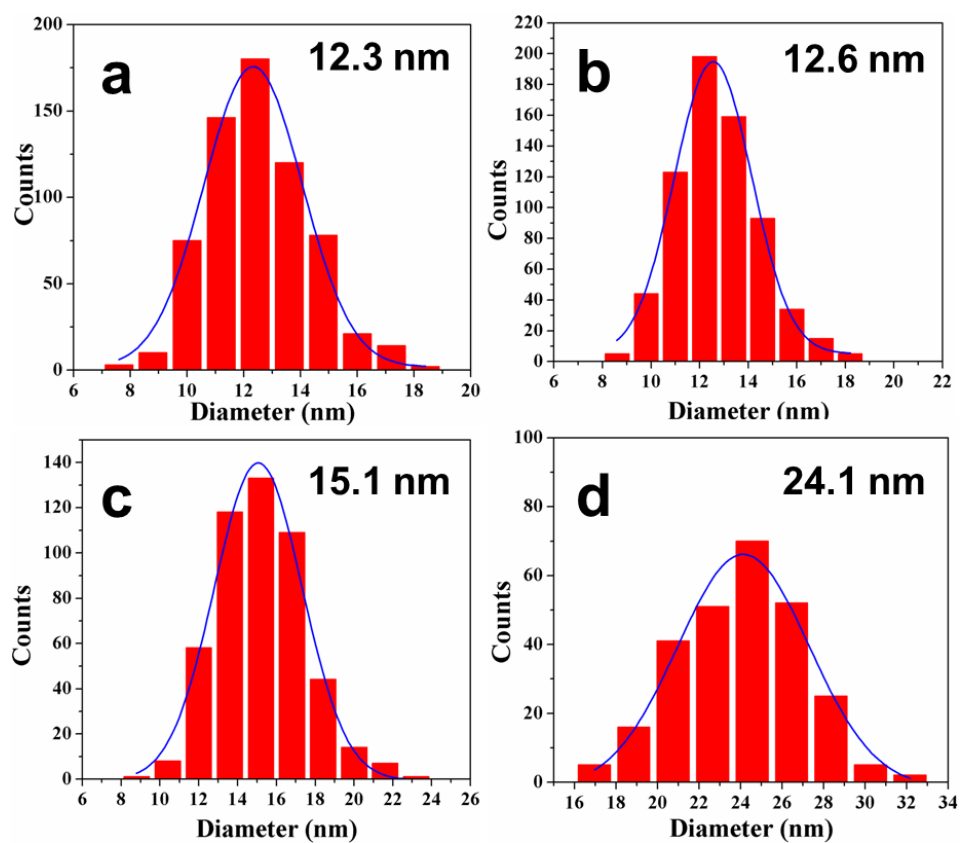 a
12.3 nm
200
150
100
50
0
Counts
6 8 10 12 14 16 18 20
Diameter (nm)
b
12.6 nm
220
200
180
160
140
120
100
80
60
40
20
0
Counts
8 10 12 14 16 18 20 22
Diameter (nm)
c
15.1 nm
140
120
100
80
60
40
20
0
Counts
6 8 10 12 14 16 18 20 22 24 26
Diameter (nm)
d
24.1 nm
100
80
60
40
20
0
Counts
16 18 20 22 24 26 28 30 32 34
Diameter (nm)